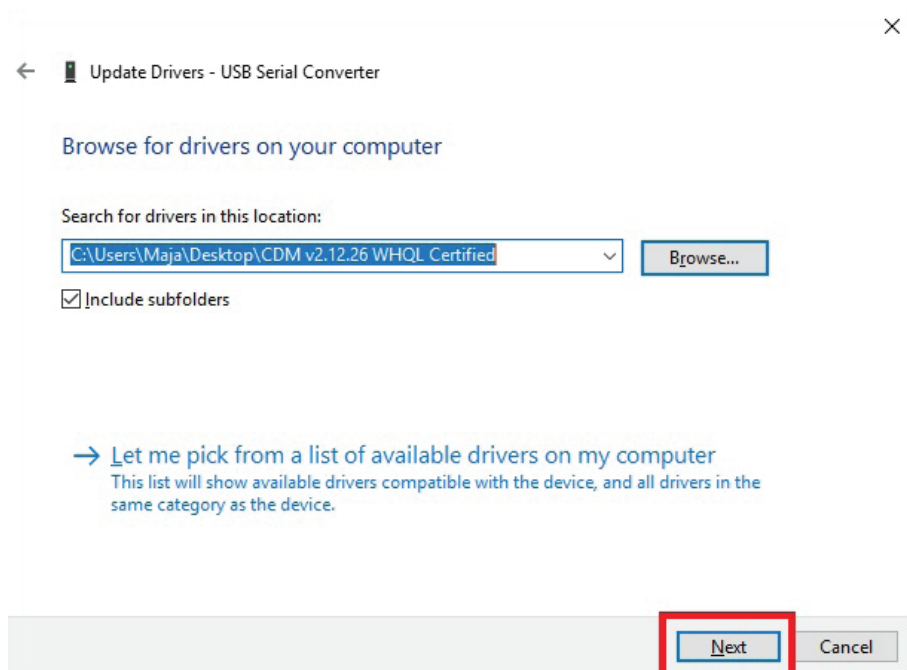 Update Drivers - USB Serial Converter
Browse for drivers on your computer
Search for drivers in this location:
C:\Users\Maja\Desktop\CDM v2.12.26 WHQL Certified
Browse...
Include subfolders
Let me pick from a list of available drivers on my computer
This list will show available drivers compatible with the device, and all drivers in the
same category as the device.
Next
Cancel